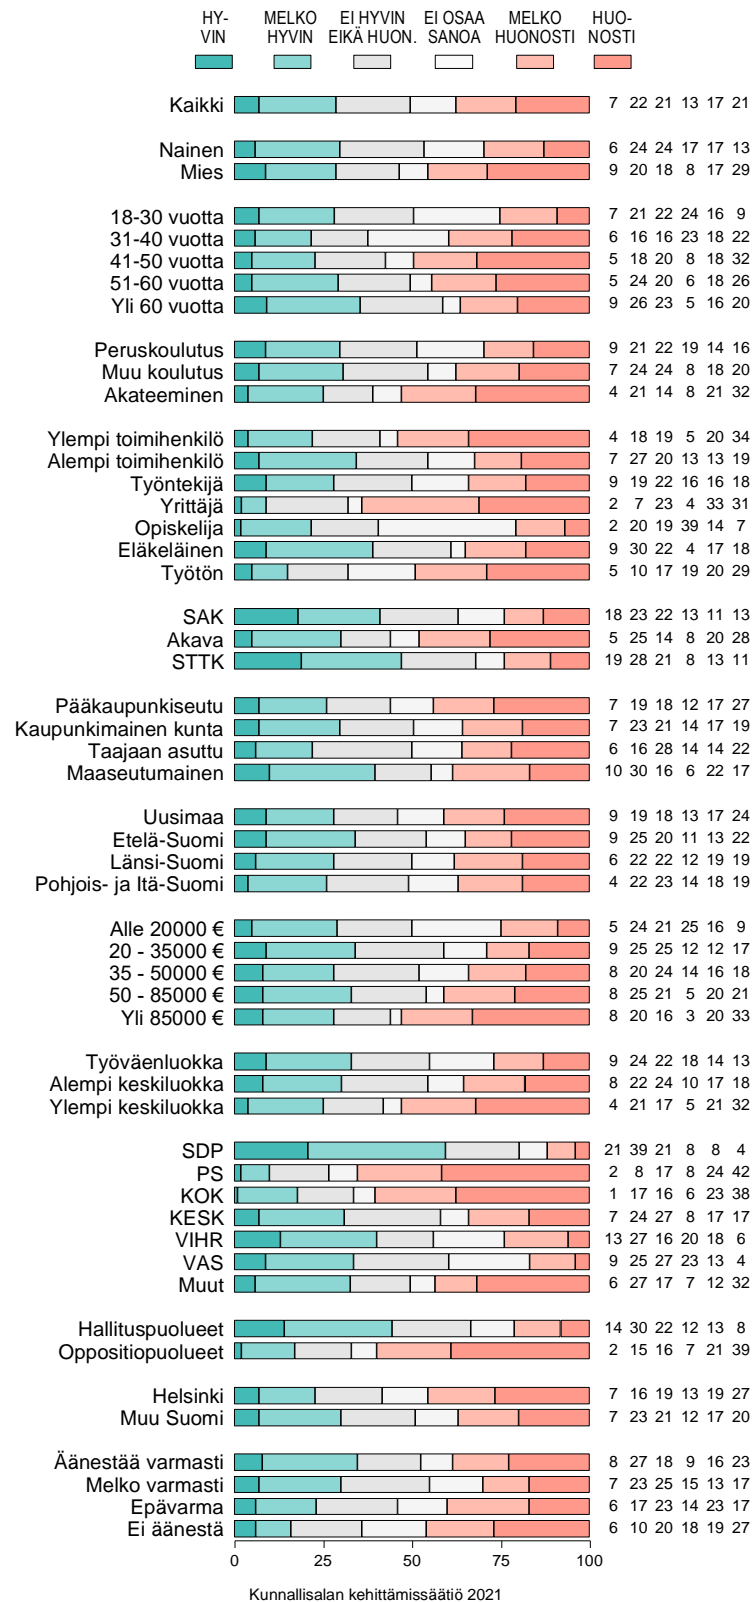 HY- MELKO EI HYVIN EI OSAA MELKO HUO-
VIN HYVIN EIKÄ HUON. SANOA HUONOSTI NOSTI
Kaikki 7 22 21 13 17 21
Nainen 6 24 24 17 17 13
Mies 9 20 18 8 17 29
18-30 vuotta 7 21 22 24 16 9
31-40 vuotta 6 16 16 23 18 22
41-50 vuotta 5 18 20 8 18 32
51-60 vuotta 5 24 20 6 18 26
Yli 60 vuotta 9 26 23 5 16 20
Peruskoulutus 9 21 22 19 14 16
Muu koulutus 7 24 24 8 18 20
Akateeminen 4 21 14 8 21 32
Ylempi toimihenkilö 4 18 19 5 20 34
Alempi toimihenkilö 7 27 20 13 13 19
Työntekijä 9 19 22 16 16 18
Yrittäjä 2 7 23 4 33 31
Opiskelija 2 20 19 39 14 7
Eläkeläinen 9 30 22 4 17 18
Työtön 5 10 17 19 20 29
SAK 18 23 22 13 11 13
Akava 5 25 14 8 20 28
STTK 19 28 21 8 13 11
Pääkaupunkiseutu 7 19 18 12 17 27
Kaupunkimainen kunta 7 23 21 14 17 19
Taajaan asuttu 6 16 28 14 14 22
Maaseutumainen 10 30 16 6 22 17
Uusimaa 9 19 18 13 17 24
Etelä-Suomi 9 25 20 11 13 22
Länsi-Suomi 6 22 22 12 19 19
Pohjois- ja Itä-Suomi 4 22 23 14 18 19
Alle 20000 € 5 24 21 25 16 9
20 - 35000 € 9 25 25 12 12 17
35 - 50000 € 8 20 24 14 16 18
50 - 85000 € 8 25 21 5 20 21
Yli 85000 € 8 20 16 3 20 33
Työväenluokka 9 24 22 18 14 13
Alempi keskiluokka 8 22 24 10 17 18
Ylempi keskiluokka 4 21 17 5 21 32
SDP 21 39 21 8 8 4
PS 2 8 17 8 24 42
KOK 1 17 16 6 23 38
KESK 7 24 27 8 17 17
VIHR 13 27 16 20 18 6
VAS 9 25 27 23 13 4
Muut 6 27 17 7 12 32
Hallituspuolueet 14 30 22 12 13 8
Oppositiopuolueet 2 15 16 7 21 39
Helsinki 7 16 19 13 19 27
Muu Suomi 7 23 21 12 17 20
Äänestää varmasti 8 27 18 9 16 23
Melko varmasti 7 23 25 15 13 17
Epävarma 6 17 23 14 23 17
Ei äänestä 6 10 20 18 19 27
0 25 50 75 100
Kunnallisalan kehittämissäätiö 2021